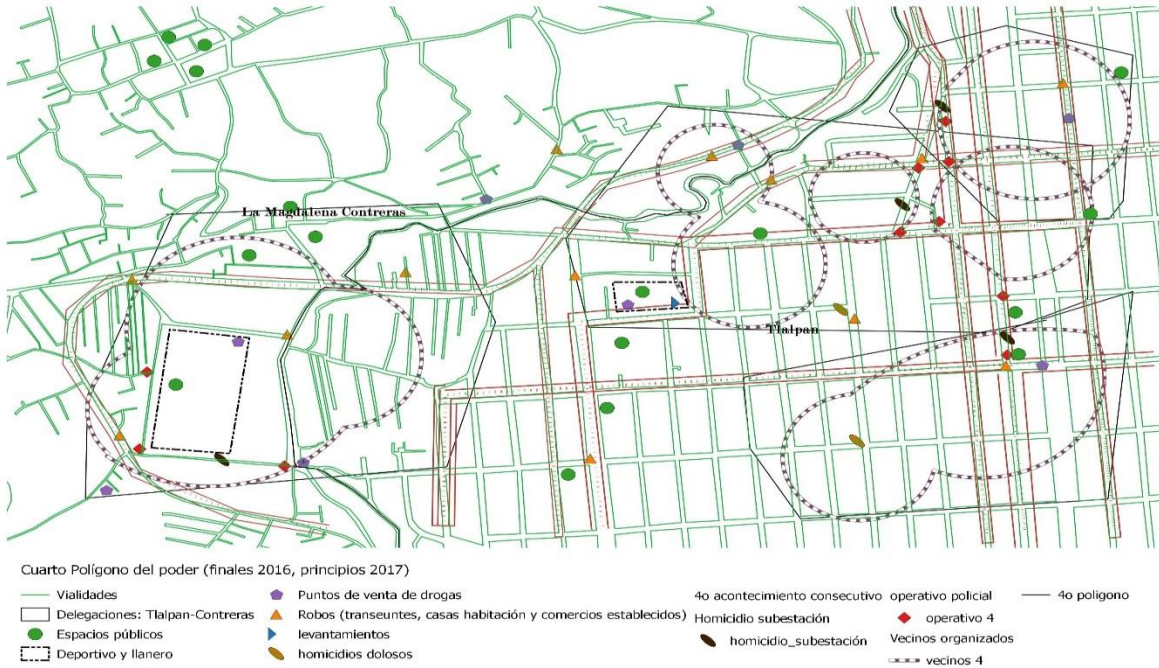 La Magdalena Contreras
Tlalpan
Cuarto Polígono del poder (finales 2016, principios 2017)
Vialidades
Delegaciones: Tlalpan-Contreras
Espacios públicos
Deportivo y llanero
Puntos de venta de drogas
Robos (transeuntes, casas habitación y comercios establecidos)
levantamientos
homicidios dolosos
4o acontecimiento consecutivo operativo policial
Homicidio subestación
homicidio_subestación
operativo 4
Vecinos organizados
vecinos 4
4o poligono